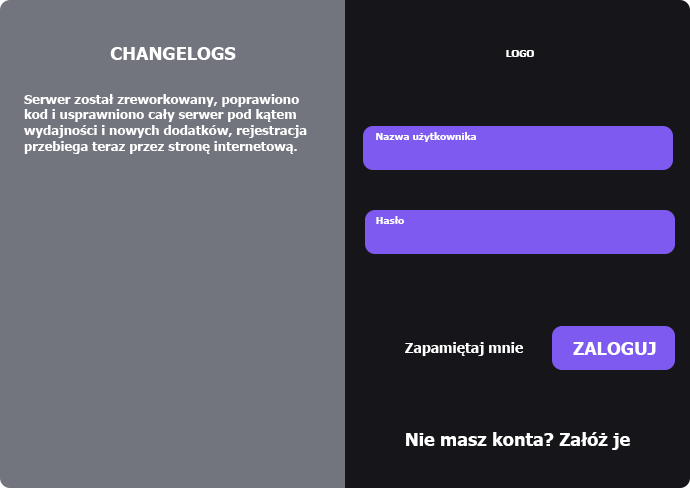 CHANGELOGS
Serwer został zreworkowany, poprawiono
kod i usprawniono cały serwer pod kątem
wydajności i nowych dodatków, rejestracja
przebiega teraz przez stronę internetową.
LOGO
Nazwa użytkownika
Hasło
Zapamiętaj mnie
ZALOGUJ
Nie masz konta? Załóż je